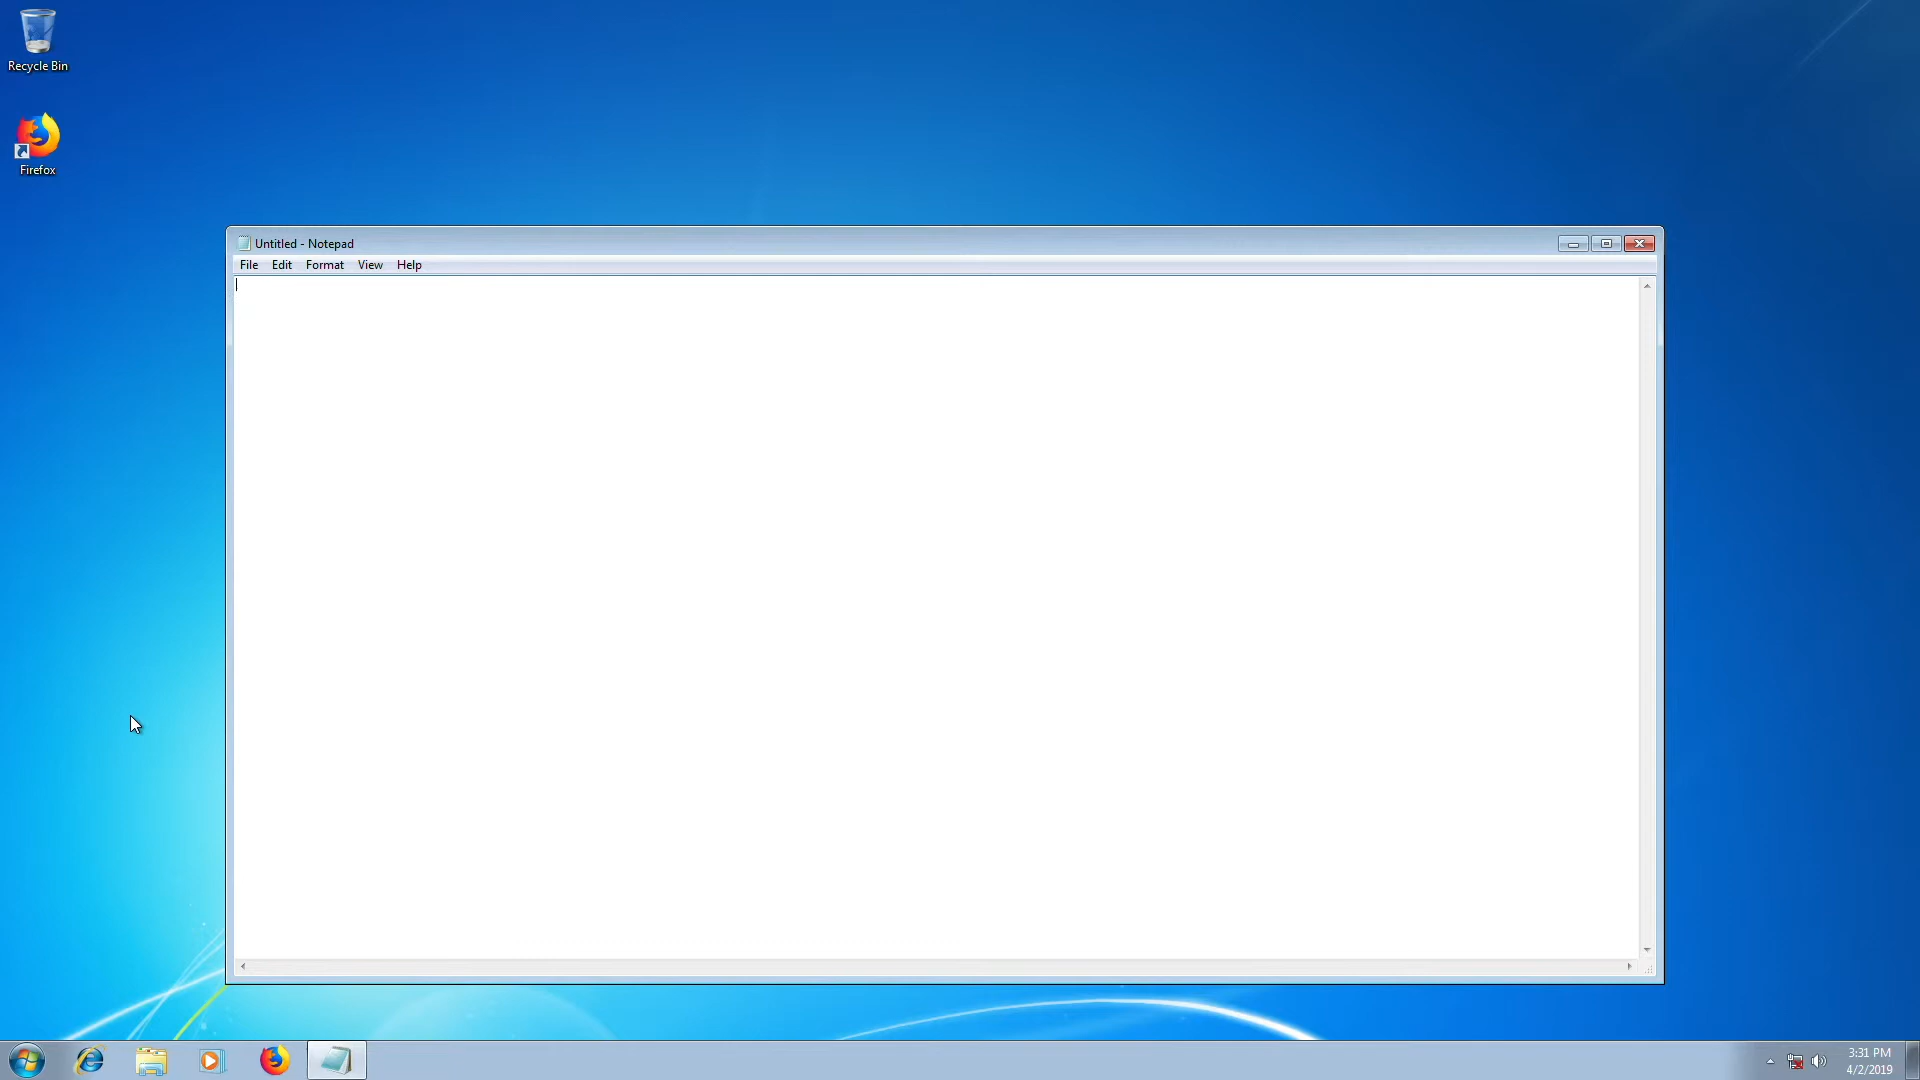 Recycle Bin
Firefox
Untitled - Notepad
File Edit Format View Help
3:31 PM
4/2/2019